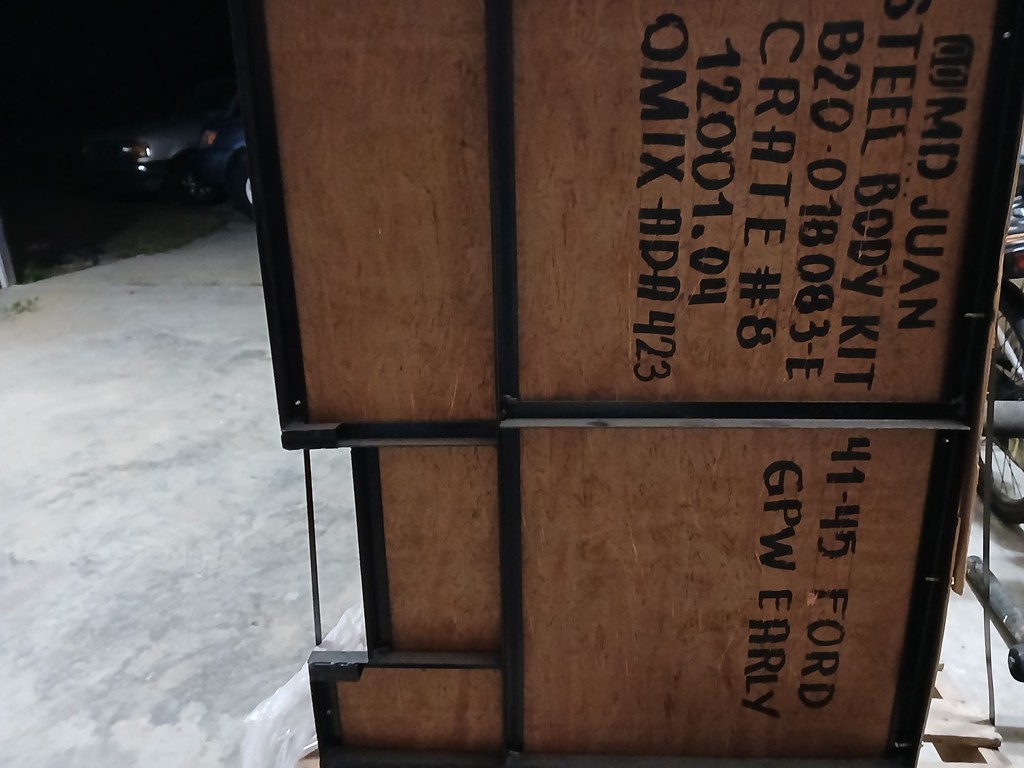 MD JUAN
STEEL BODY KIT
B20-018083-E
CRATE #8
12001.04
OMIX ADA 423
41-45 FORD
GPW EARLY